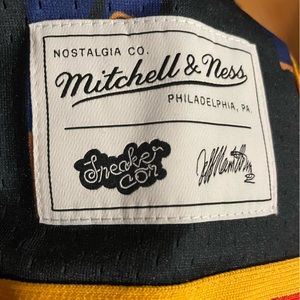 NOSTALGIA CO.
Mitchell & Ness
PHILADELPHIA, PA.
Sneaker
Con